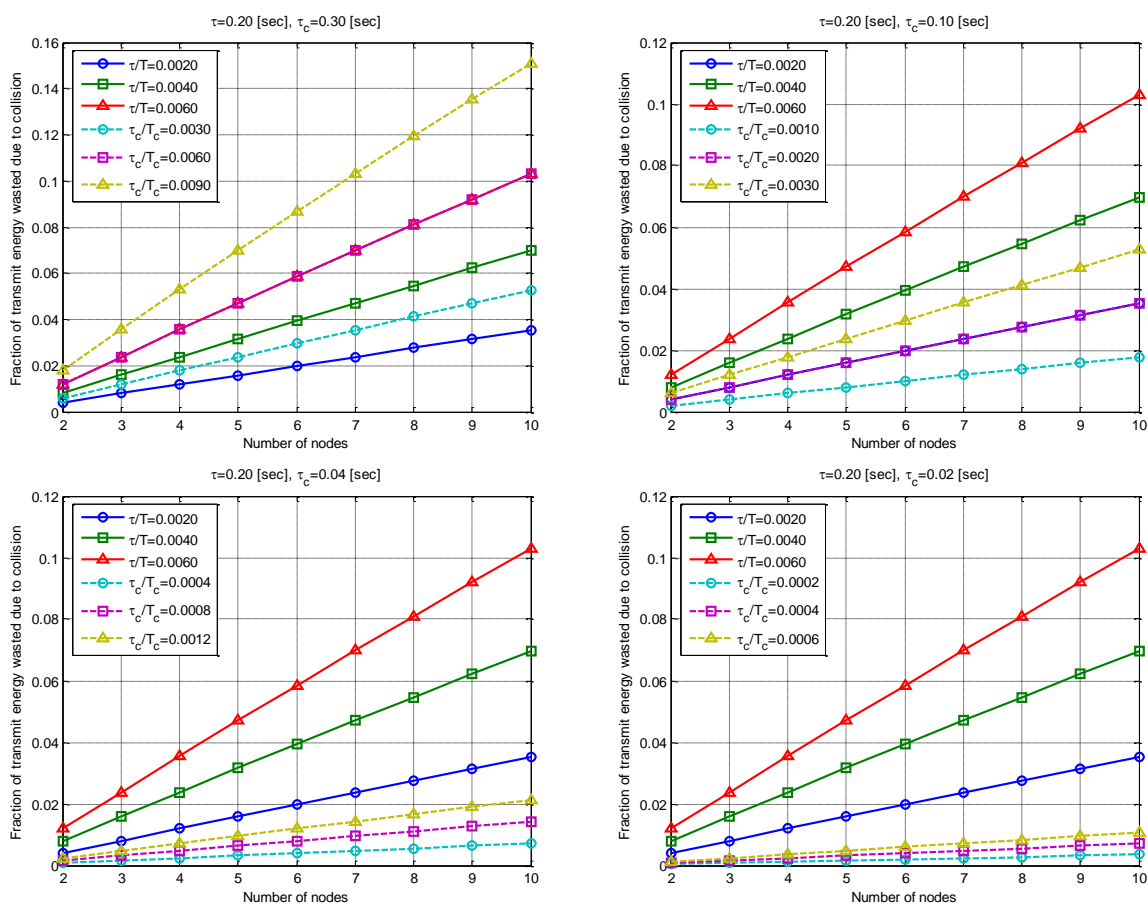 τ=0.20 [sec], τc=0.30 [sec]
Fraction of transmit energy wasted due to collision
0.16
0.14
0.12
0.1
0.08
0.06
0.04
0.02
0
τ/T=0.0020
τ/T=0.0040
τ/T=0.0060
τc/Tc=0.0030
τc/Tc=0.0060
τc/Tc=0.0090
2 3 4 5 6 7 8 9 10
Number of nodes
τ=0.20 [sec], τc=0.10 [sec]
Fraction of transmit energy wasted due to collision
0.12
0.1
0.08
0.06
0.04
0.02
0
τ/T=0.0020
τ/T=0.0040
τ/T=0.0060
τc/Tc=0.0010
τc/Tc=0.0020
τc/Tc=0.0030
2 3 4 5 6 7 8 9 10
Number of nodes
τ=0.20 [sec], τc=0.04 [sec]
Fraction of transmit energy wasted due to collision
0.12
0.1
0.08
0.06
0.04
0.02
0
τ/T=0.0020
τ/T=0.0040
τ/T=0.0060
τc/Tc=0.0004
τc/Tc=0.0008
τc/Tc=0.0012
2 3 4 5 6 7 8 9 10
Number of nodes
τ=0.20 [sec], τc=0.02 [sec]
Fraction of transmit energy wasted due to collision
0.12
0.1
0.08
0.06
0.04
0.02
0
τ/T=0.0020
τ/T=0.0040
τ/T=0.0060
τc/Tc=0.0002
τc/Tc=0.0004
τc/Tc=0.0006
2 3 4 5 6 7 8 9 10
Number of nodes